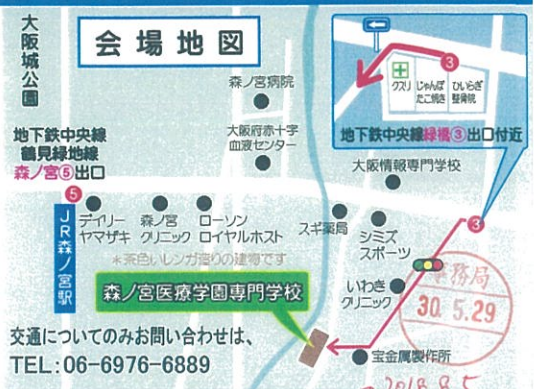 大阪城公園
会場地図
森ノ宮病院
大阪府赤十字
血液センター
地下鉄中央線
鶴見緑地線
森ノ宮⑤出口
5
JR森ノ宮駅
デイリー
ヤマザキ
森ノ宮
クリニック
ローソン
ロイヤルホスト
*茶色いレンガ造りの建物です
森ノ宮医療学園専門学校
交通についてのみお問い合わせは、
TEL:06-6976-6889
3
クスリ
じゃんぼ
たこ焼き
ひいらぎ
整骨院
地下鉄中央線緑橋③出口付近
大阪情報専門学校
スギ薬局
シミズ
スポーツ
3
いわき
クリニック
宝金属製作所
事務局
30.5.29
2018.8.5